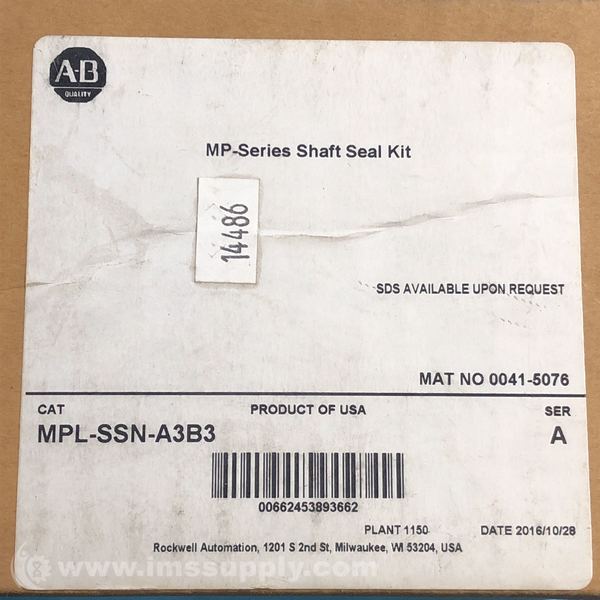 A-B
QUALITY
MP-Series Shaft Seal Kit
14486
SDS AVAILABLE UPON REQUEST
MAT NO 0041-5076
CAT PRODUCT OF USA SER
MPL-SSN-A3B3 A
00662453893662
PLANT 1150 DATE 2016/10/28
Rockwell Automation, 1201 S 2nd St, Milwaukee, WI 53204, USA
www.imssupply.com